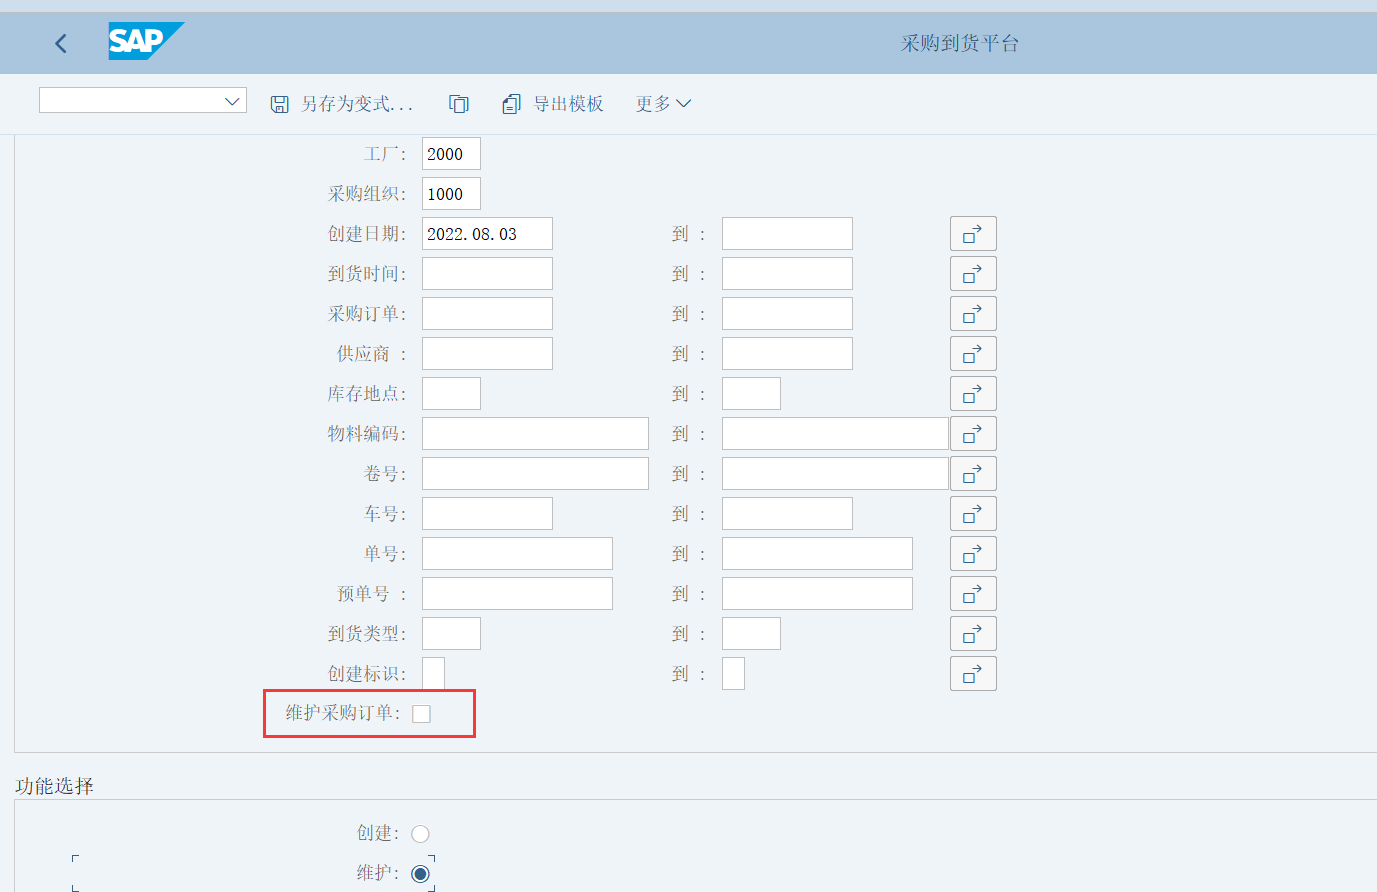 SAP
采购到货平台
另存为变式... 导出模板 更多
工厂: 2000
采购组织: 1000
创建日期: 2022.08.03 到 :
到货时间: 到 :
采购订单: 到 :
供应商 : 到 :
库存地点: 到 :
物料编码: 到 :
卷号: 到 :
车号: 到 :
单号: 到 :
预单号 : 到 :
到货类型: 到 :
创建标识: 到 :
维护采购订单:
功能选择
创建:
维护: